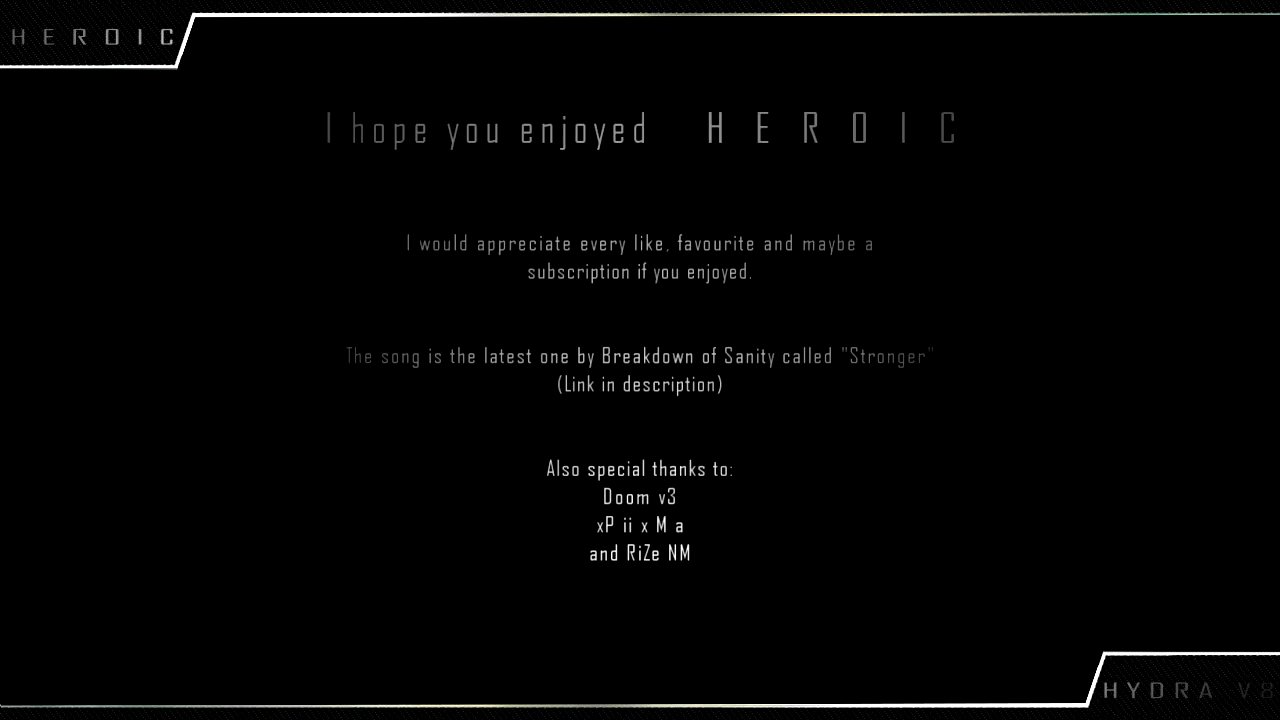 H E R O I C
I hope you enjoyed H E R O I C
I would appreciate every like, favourite and maybe a
subscription if you enjoyed.
The song is the latest one by Breakdown of Sanity called "Stronger"
(Link in description)
Also special thanks to:
Doom v3
xP ii x M a
and RiZe NM
HYDRA V8